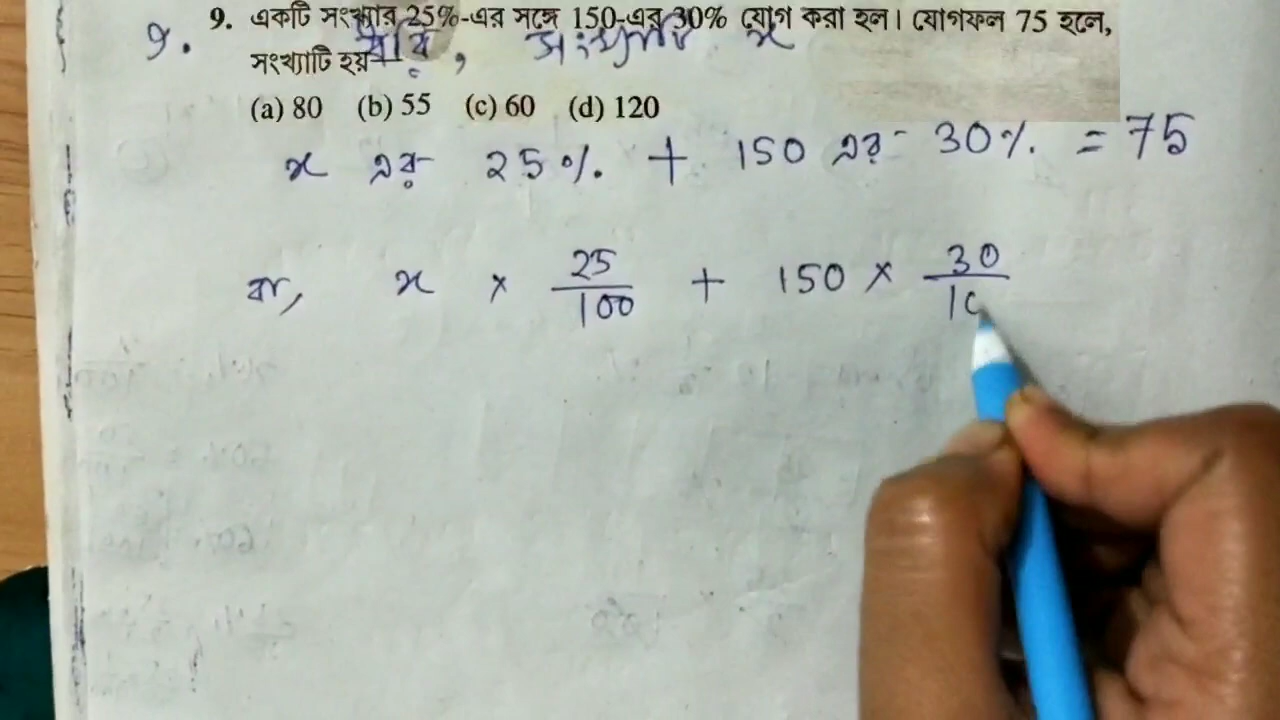 9. একটি সংখ্যার 25%-এর সঙ্গে 150-এর 30% যোগ করা হল। যোগফল 75 হলে,
9. ধরি, সংখ্যাটি x
সংখ্যাটি হয়—
(a) 80 (b) 55 (c) 60 (d) 120
x এর 25% + 150 এর 30% = 75
বা, x × 25/100 + 150 × 30/10